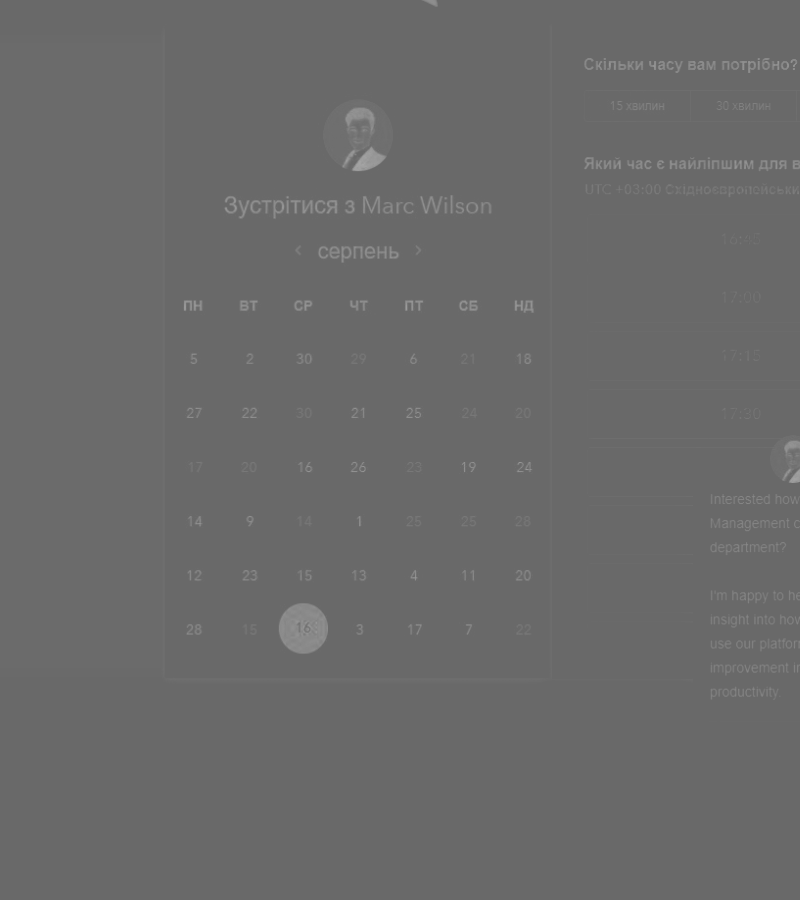 Зустрітися з Marc Wilson
‹ серпень ›
ПН ВТ СР ЧТ ПТ СБ НД
5 2 30 29 6 21 18
27 22 30 21 25 24 20
17 20 16 26 23 19 24
14 9 14 1 25 25 28
12 23 15 13 4 11 20
28 15 16 3 17 7 22
Скільки часу вам потрібно?
15 хвилин 30 хвилин
Який час є найліпшим для в
UTC +03:00 Східноєвропейськи
16:45
17:00
17:15
17:30
Interested how
Management c
department?
I'm happy to he
insight into how
use our platfor
improvement in
productivity.